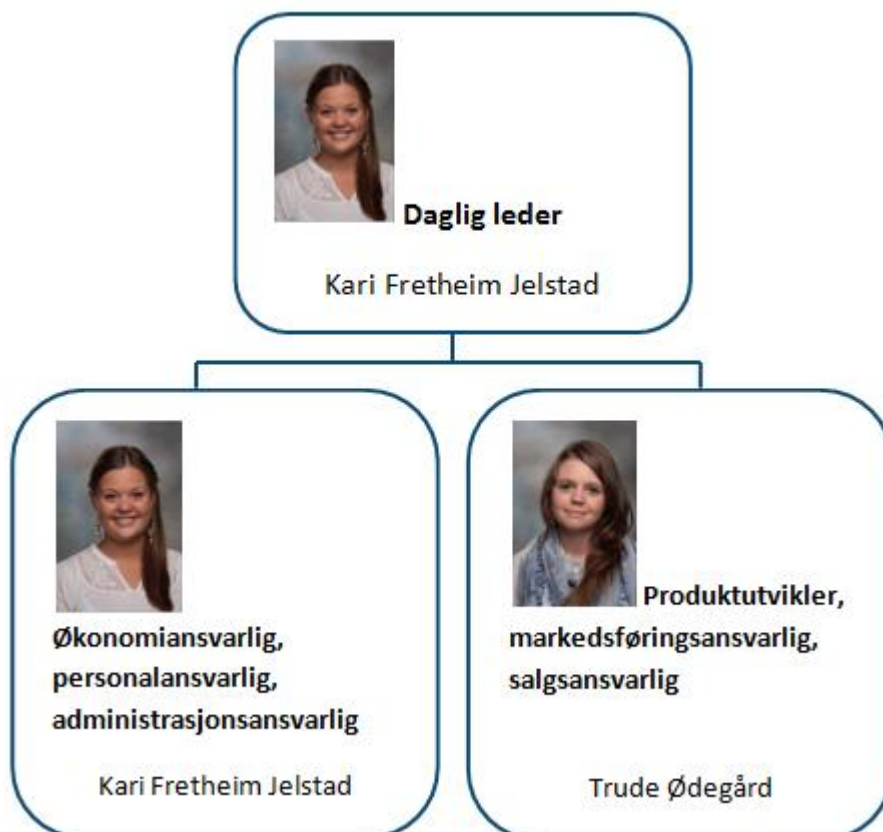 Daglig leder
Kari Fretheim Jelstad
Økonomiansvarlig,
personalansvarlig,
administrasjonsansvarlig
Kari Fretheim Jelstad
Produktutvikler,
markedsføringsansvarlig,
salgsansvarlig
Trude Ødegård